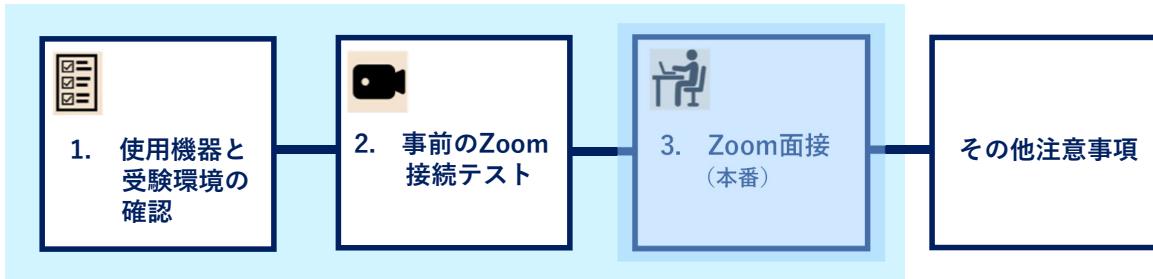 1. 使用機器と
受験環境の
確認
2. 事前のZoom
接続テスト
3. Zoom面接
（本番）
その他注意事項